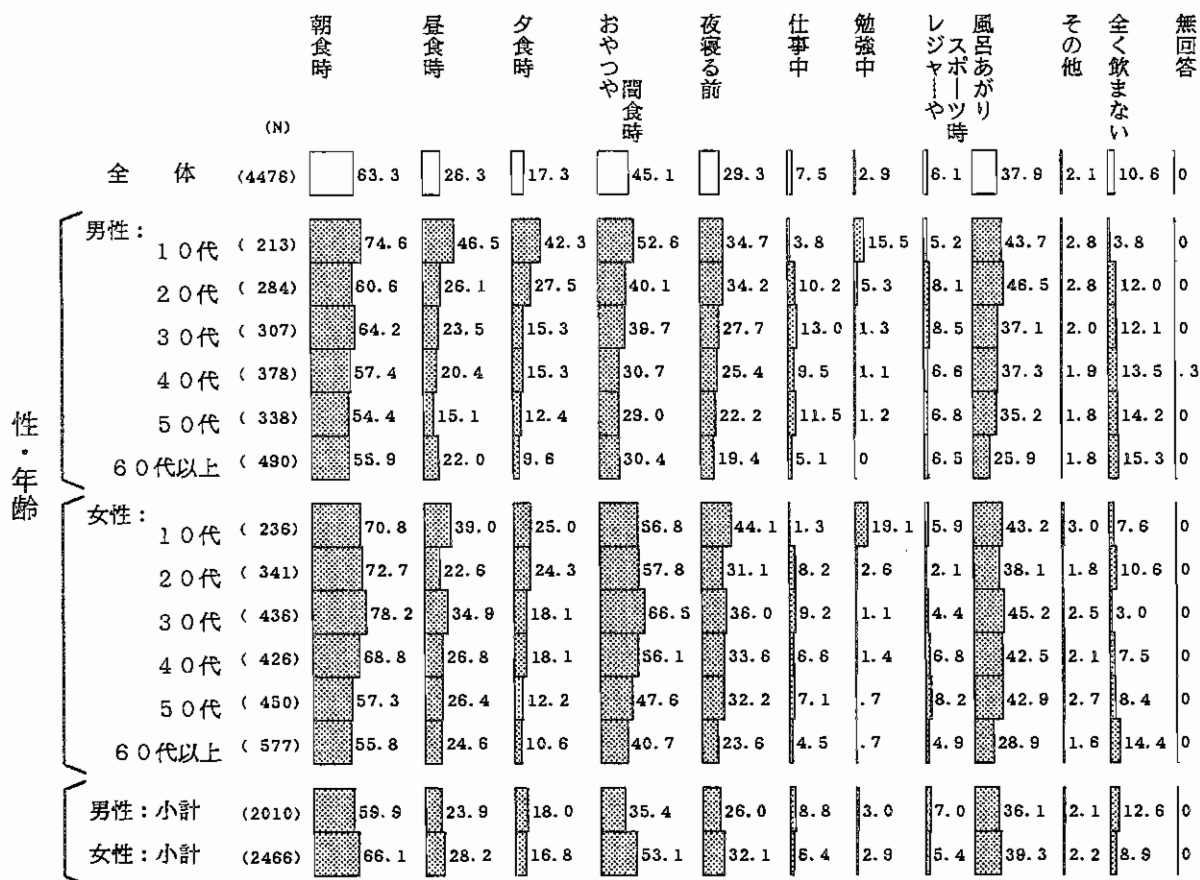 朝食時 昼食時 夕食時 おやつや間食時 夜寝る前 仕事中 勉強中 レジャーやスポーツ時 風呂あがり その他 全く飲まない 無回答
(N)
全 体 (4476) 63.3 26.3 17.3 45.1 29.3 7.5 2.9 6.1 37.9 2.1 10.6 0
性・年齢
男性：
10代 ( 213) 74.6 46.5 42.3 52.6 34.7 3.8 15.5 5.2 43.7 2.8 3.8 0
20代 ( 284) 60.6 26.1 27.5 40.1 34.2 10.2 5.3 8.1 46.5 2.8 12.0 0
30代 ( 307) 64.2 23.5 15.3 39.7 27.7 13.0 1.3 8.5 37.1 2.0 12.1 0
40代 ( 378) 57.4 20.4 15.3 30.7 25.4 9.5 1.1 6.6 37.3 1.9 13.5 .3
50代 ( 338) 54.4 15.1 12.4 29.0 22.2 11.5 1.2 6.8 35.2 1.8 14.2 0
60代以上 ( 490) 55.9 22.0 9.6 30.4 19.4 5.1 0 6.5 25.9 1.8 15.3 0
女性：
10代 ( 236) 70.8 39.0 25.0 56.8 44.1 1.3 19.1 5.9 43.2 3.0 7.6 0
20代 ( 341) 72.7 22.6 24.3 57.8 31.1 8.2 2.6 2.1 38.1 1.8 10.6 0
30代 ( 436) 78.2 34.9 18.1 66.5 36.0 9.2 1.1 4.4 45.2 2.5 3.0 0
40代 ( 426) 68.8 26.8 18.1 56.1 33.6 6.6 1.4 6.8 42.5 2.1 7.5 0
50代 ( 450) 57.3 26.4 12.2 47.6 32.2 7.1 .7 8.2 42.9 2.7 8.4 0
60代以上 ( 577) 55.8 24.6 10.6 40.7 23.6 4.5 .7 4.9 28.9 1.6 14.4 0
男性：小計 (2010) 59.9 23.9 18.0 35.4 26.0 8.8 3.0 7.0 36.1 2.1 12.6 0
女性：小計 (2466) 66.1 28.2 16.8 53.1 32.1 6.4 2.9 5.4 39.3 2.2 8.9 0